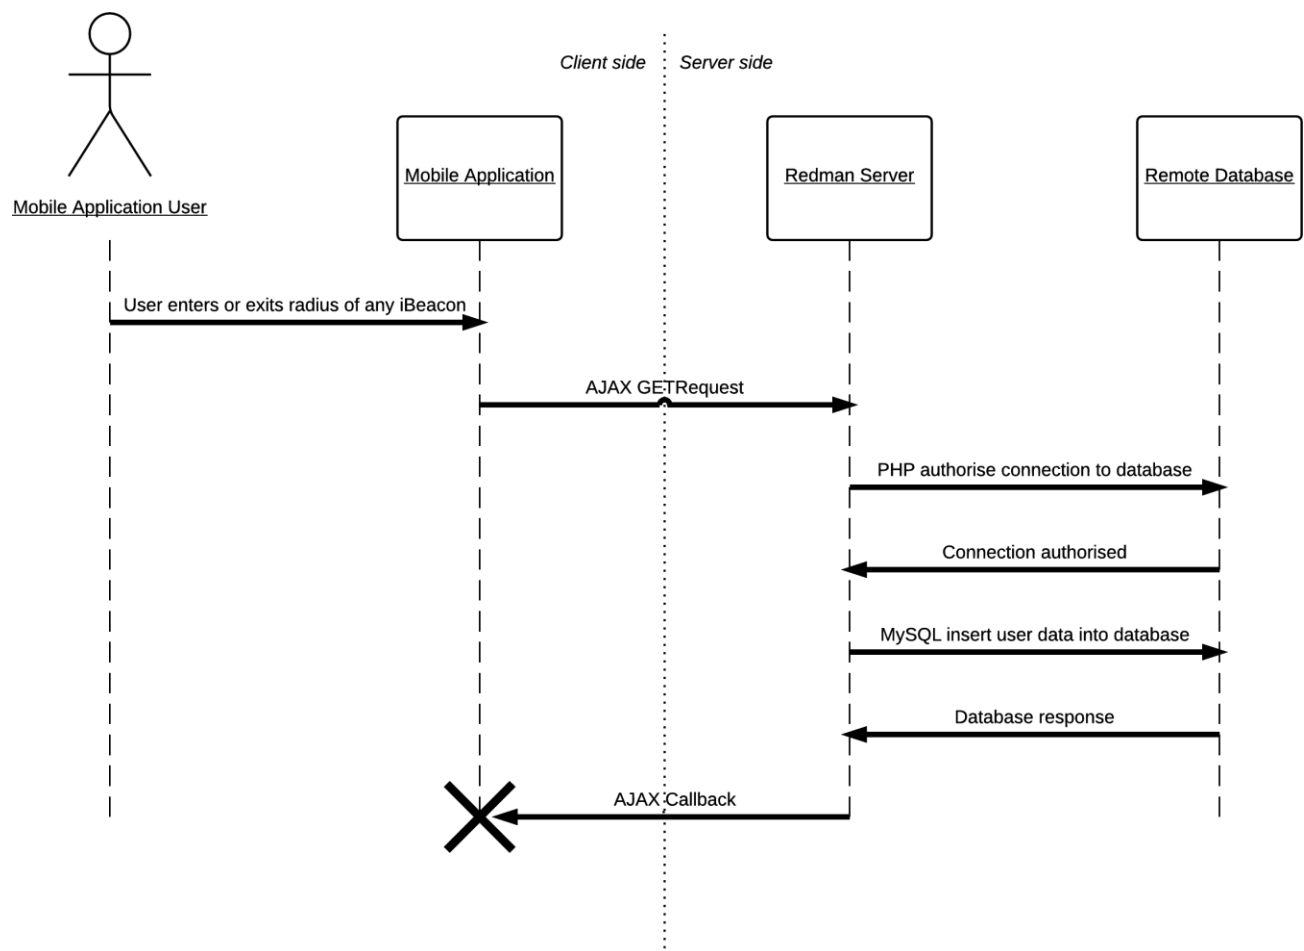 Client side
Server side
Mobile Application User
Mobile Application
Redman Server
Remote Database
User enters or exits radius of any iBeacon
AJAX GETRequest
PHP authorise connection to database
Connection authorised
MySQL insert user data into database
Database response
AJAX Callback